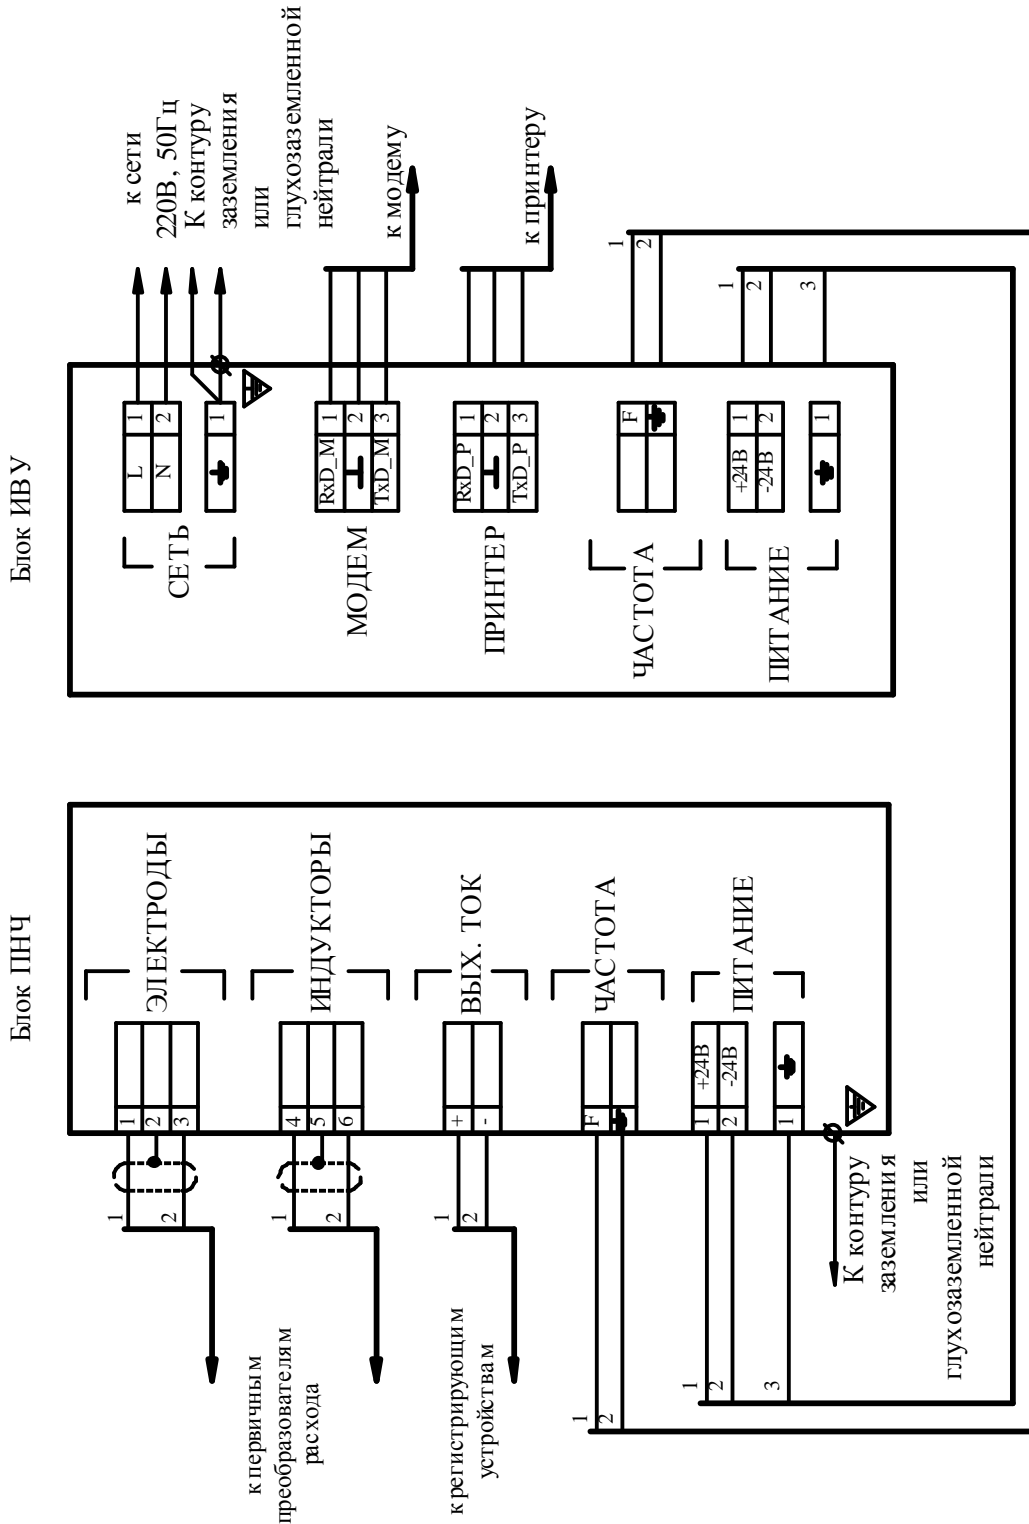 Блок ПНЧ
ЭЛЕКТРОДЫ
1
2
3
1
2
ИНДУКТОРЫ
4
5
6
1
2
к первичным
преобразователям
расхода
ВЫХ. ТОК
+
-
1
2
к регистрирующим
устройствам
ЧАСТОТА
F
1
2
ПИТАНИЕ
1 +24В
2 -24В
1
1
2
3
К контуру
заземления
или
глухозаземленной
нейтрали
Блок ИВУ
СЕТЬ
L 1
N 2
1
к сети
220В, 50Гц
К контуру
заземления
или
глухозаземленной
нейтрали
МОДЕМ
RxD_M 1
2
TxD_M 3
к модему
ПРИНТЕР
RxD_P 1
2
TxD_P 3
к принтеру
ЧАСТОТА
F
1
2
ПИТАНИЕ
+24В 1
-24В 2
1
1
2
3